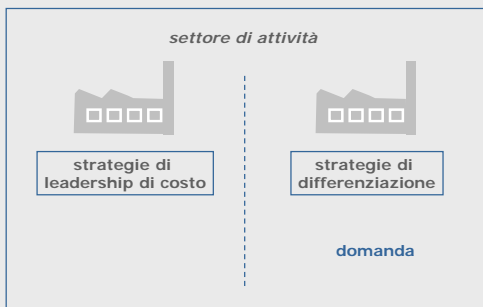 settore di attività
strategie di
leadership di costo
strategie di
differenziazione
domanda